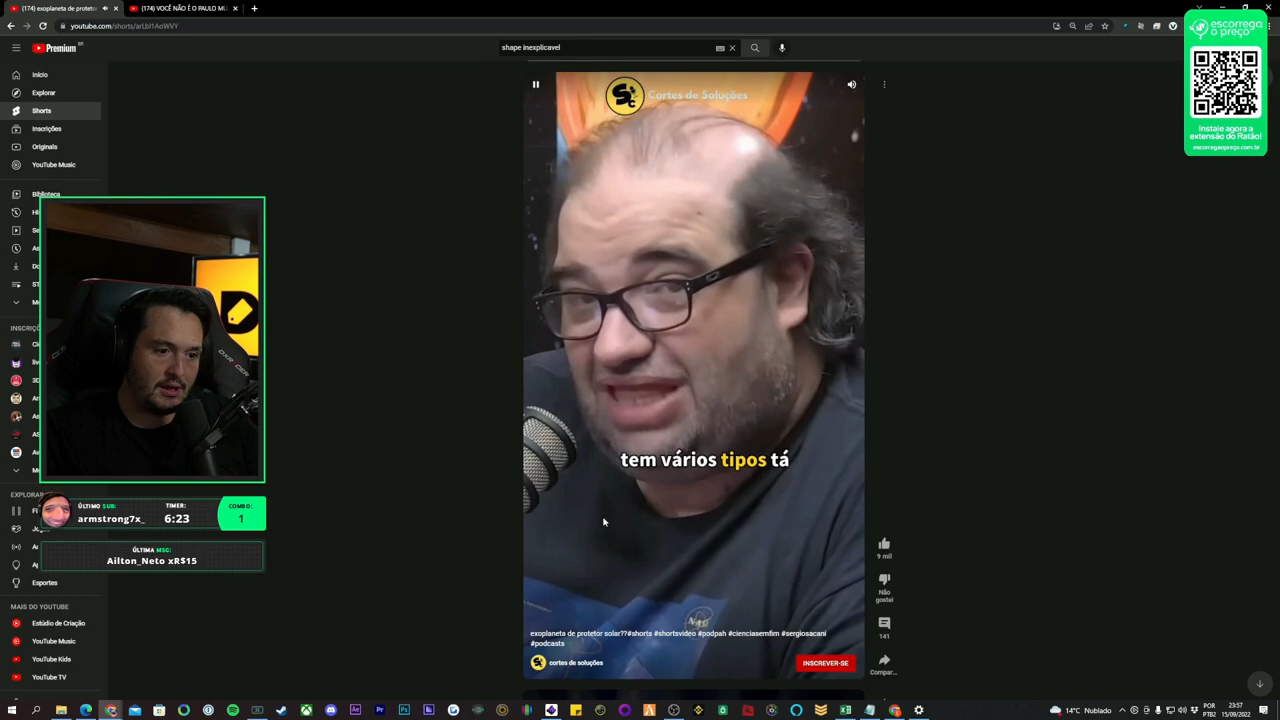 (174) exoplaneta de protetor
(174) VOCÊ NÃO É O PAULO MU
youtube.com/shorts/arLbl1AoWVY
Premium
BR
shape inexplicavel
escorrega
o preço
Instale agora a
extensão do Ratão!
escorregaopreço.com.br
Início
Explorar
Shorts
Inscrições
Originals
YouTube Music
Biblioteca
INSCRIÇ
EXPLORAR
Esportes
MAIS DO YOUTUBE
Estúdio de Criação
YouTube Music
YouTube Kids
YouTube TV
Cortes de Soluções
tem vários tipos tá
ÚLTIMO SUB:
armstrong7x_
TIMER:
6:23
COMBO:
1
ÚLTIMA MSG:
Ailton_Neto xR$15
9 mil
Não
gostei
141
Compar...
exoplaneta de protetor solar??#shorts #shortsvideo #podpah #cienciasemfim #sergiosacani
#podcasts
cortes de soluções
INSCREVER-SE
14°C Nublado
POR
PTB2
23:57
15/09/2022